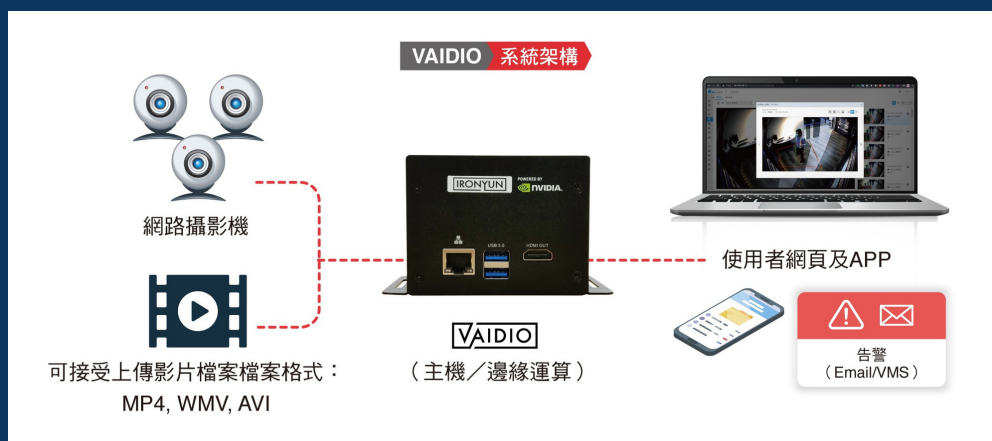 VAIDIO 系統架構
網路攝影機
可接受上傳影片檔案檔案格式：
MP4, WMV, AVI
IRONYUN
POWERED BY
NVIDIA.
USB 3.0
HDMI OUT
VAIDIO
（主機／邊緣運算）
使用者網頁及APP
告警
（Email/VMS）